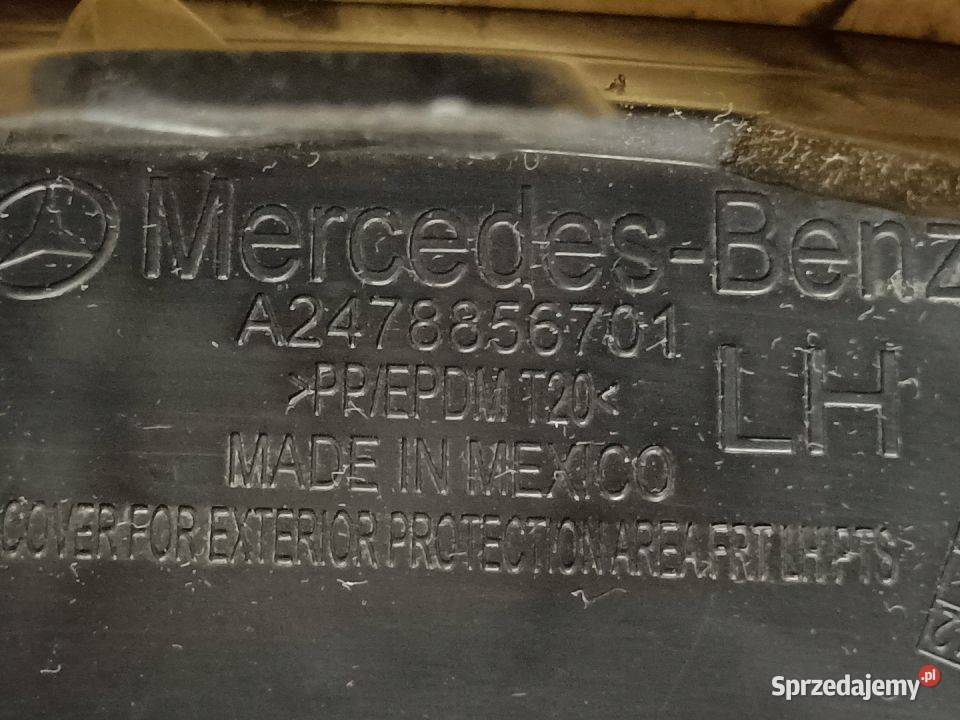 Mercedes-Benz
A2478856701
>PP/EPDM T20<
LH
MADE IN MEXICO
COVER FOR EXTERIOR PROTECTION AREA FRT LH PTS
Sprzedajemy.pl